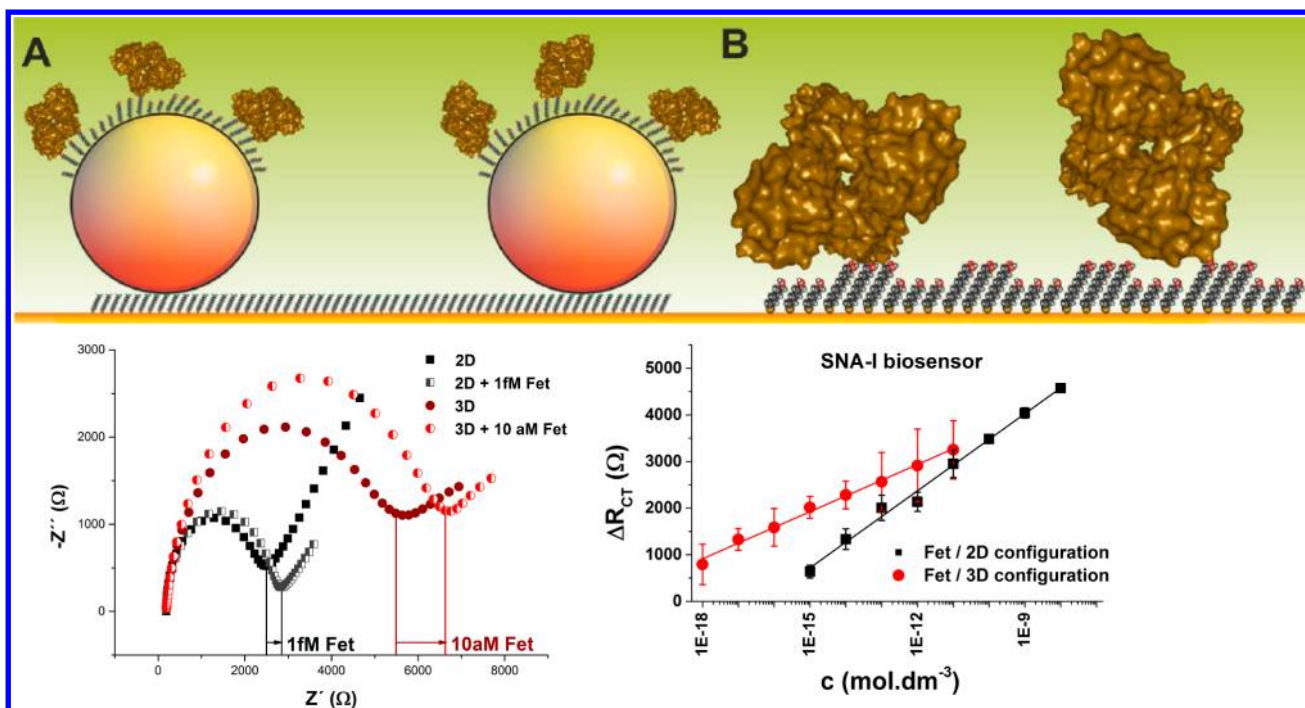 A
B
3000
2000
1000
0
-Z´´ (Ω)
2D
2D + 1fM Fet
3D
3D + 10 aM Fet
1fM Fet
10aM Fet
0 2000 4000 6000 8000
Z´ (Ω)
SNA-I biosensor
5000
4000
3000
2000
1000
0
ΔRCT (Ω)
Fet / 2D configuration
Fet / 3D configuration
1E-18 1E-15 1E-12 1E-9
c (mol.dm-3)